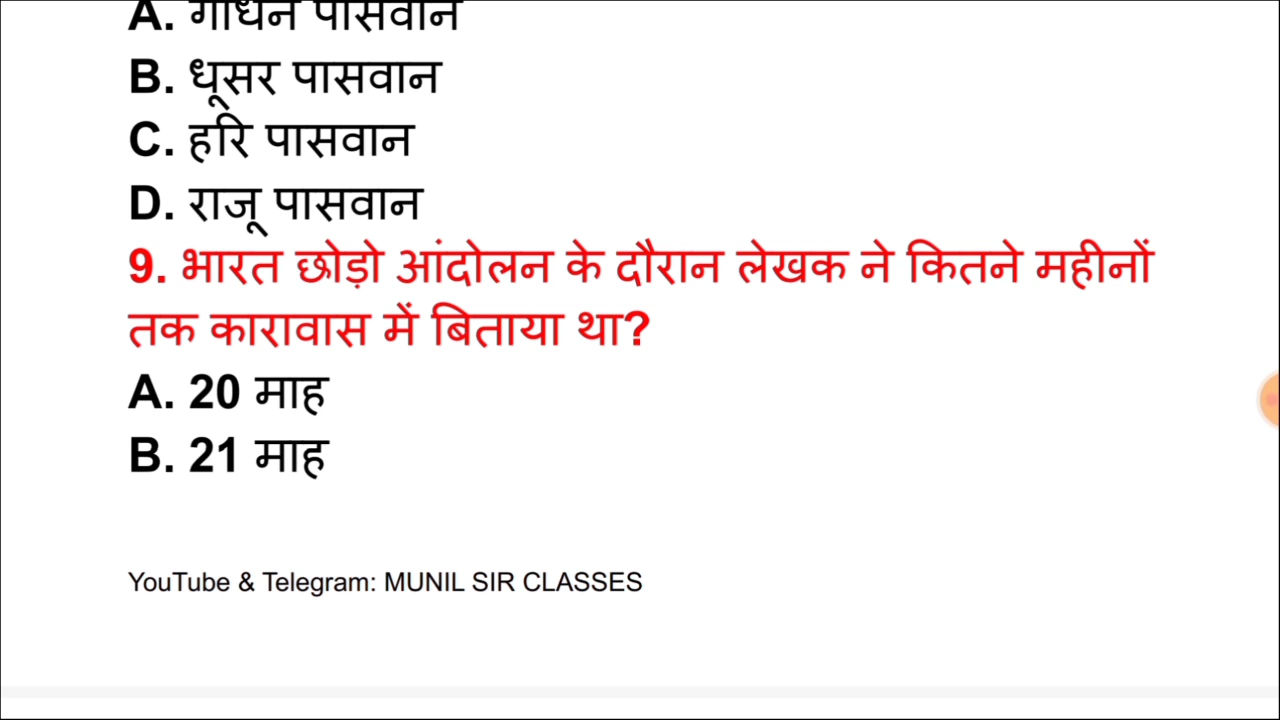 A. गोधन पासवान
B. धूसर पासवान
C. हरि पासवान
D. राजू पासवान
9. भारत छोड़ो आंदोलन के दौरान लेखक ने कितने महीनों
तक कारावास में बिताया था?
A. 20 माह
B. 21 माह
YouTube & Telegram: MUNIL SIR CLASSES